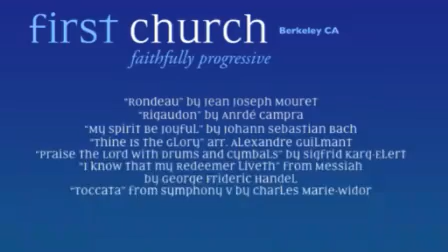 first church Berkeley CA
faithfully progressive
"Rondeau" by Jean Joseph Mouret
"Rigaudon" by Anrdé Campra
"My Spirit Be Joyful" by Johann Sebastian Bach
"Thine Is the Glory" arr. Alexandre Guilmant
"Praise the Lord with Drums and Cymbals" by Sigfrid Karg-Elert
"I Know That My Redeemer Liveth" from Messiah
by George Frideric Handel
"Toccata" from Symphony V by Charles Marie-Widor